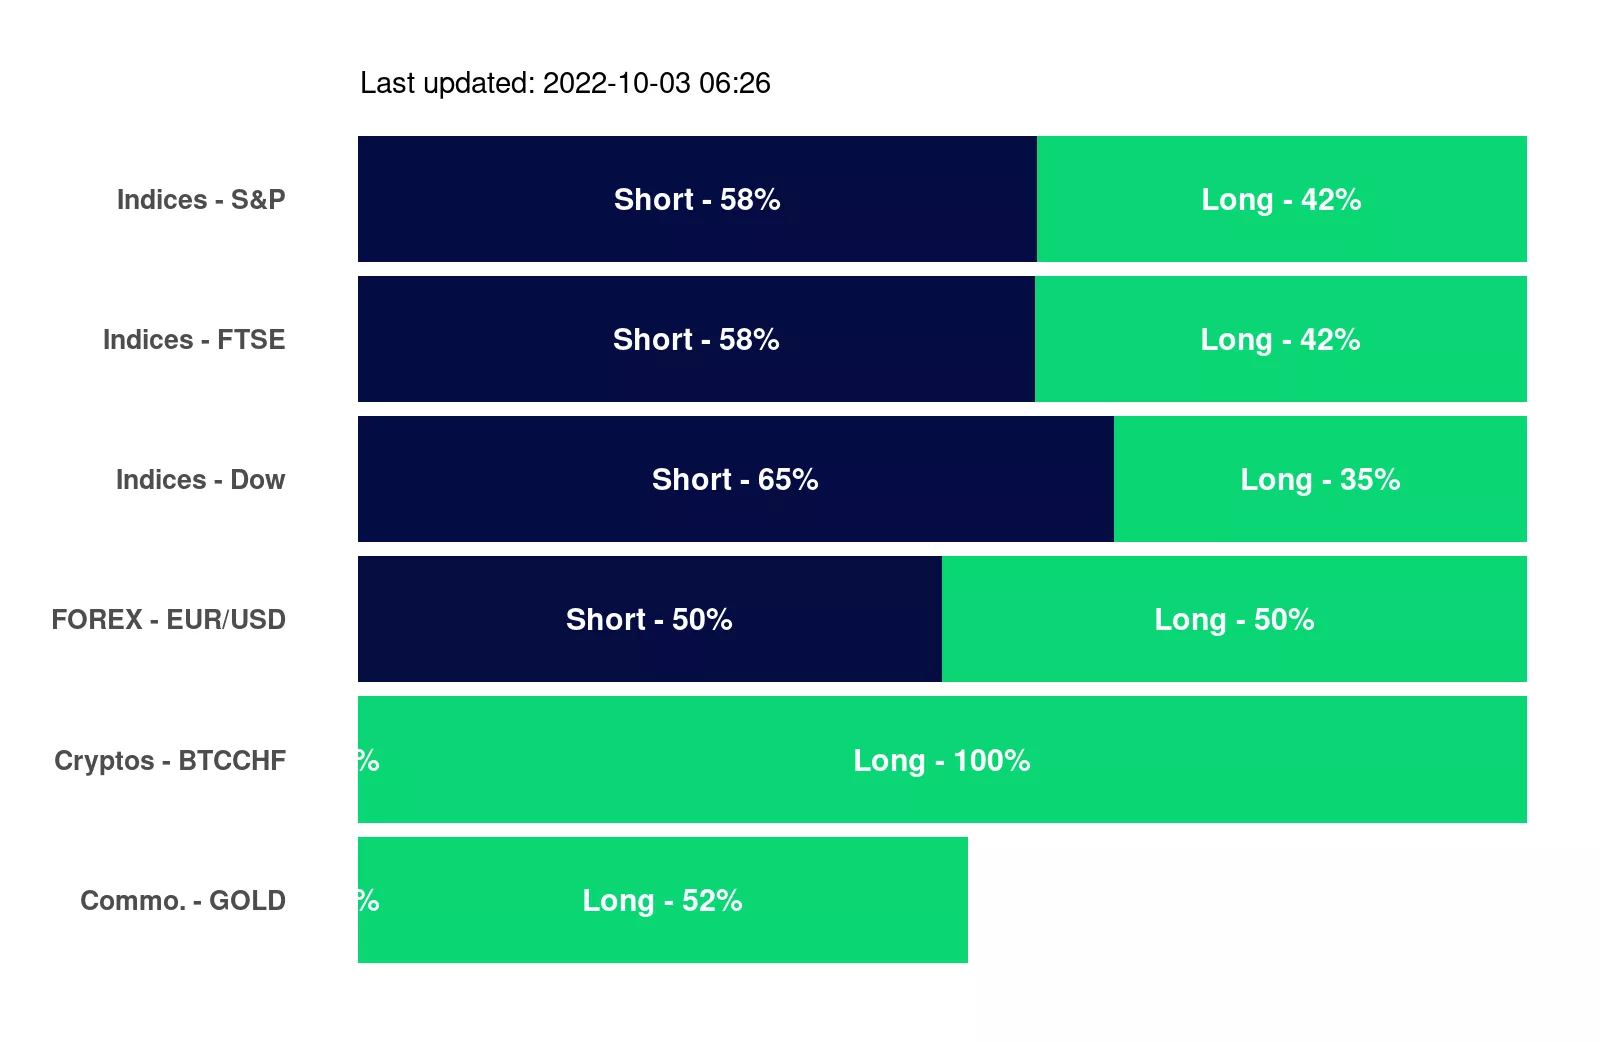 Last updated: 2022-10-03 06:26
Indices - S&P Short - 58% Long - 42%
Indices - FTSE Short - 58% Long - 42%
Indices - Dow Short - 65% Long - 35%
FOREX - EUR/USD Short - 50% Long - 50%
Cryptos - BTCCHF % Long - 100%
Commo. - GOLD % Long - 52%